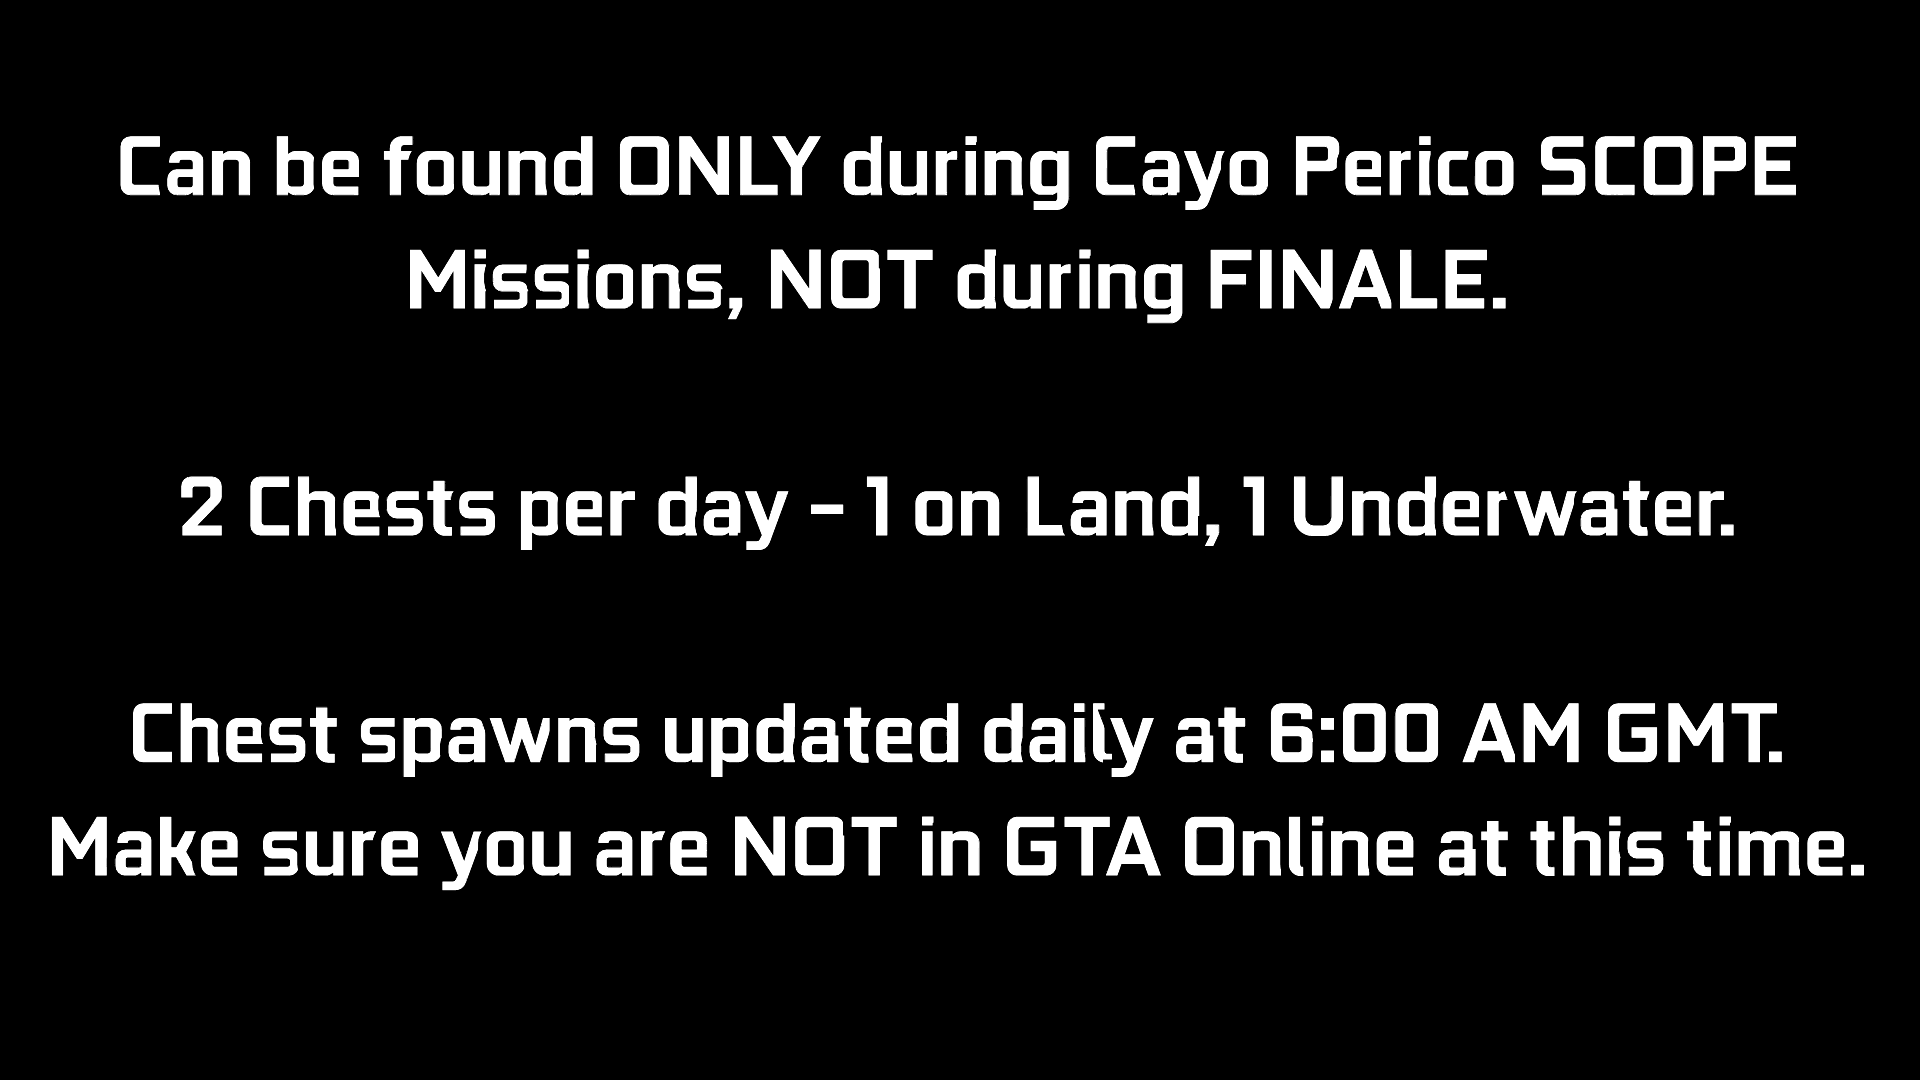 Can be found ONLY during Cayo Perico SCOPE
Missions, NOT during FINALE.
2 Chests per day – 1 on Land, 1 Underwater.
Chest spawns updated daily at 6:00 AM GMT.
Make sure you are NOT in GTA Online at this time.